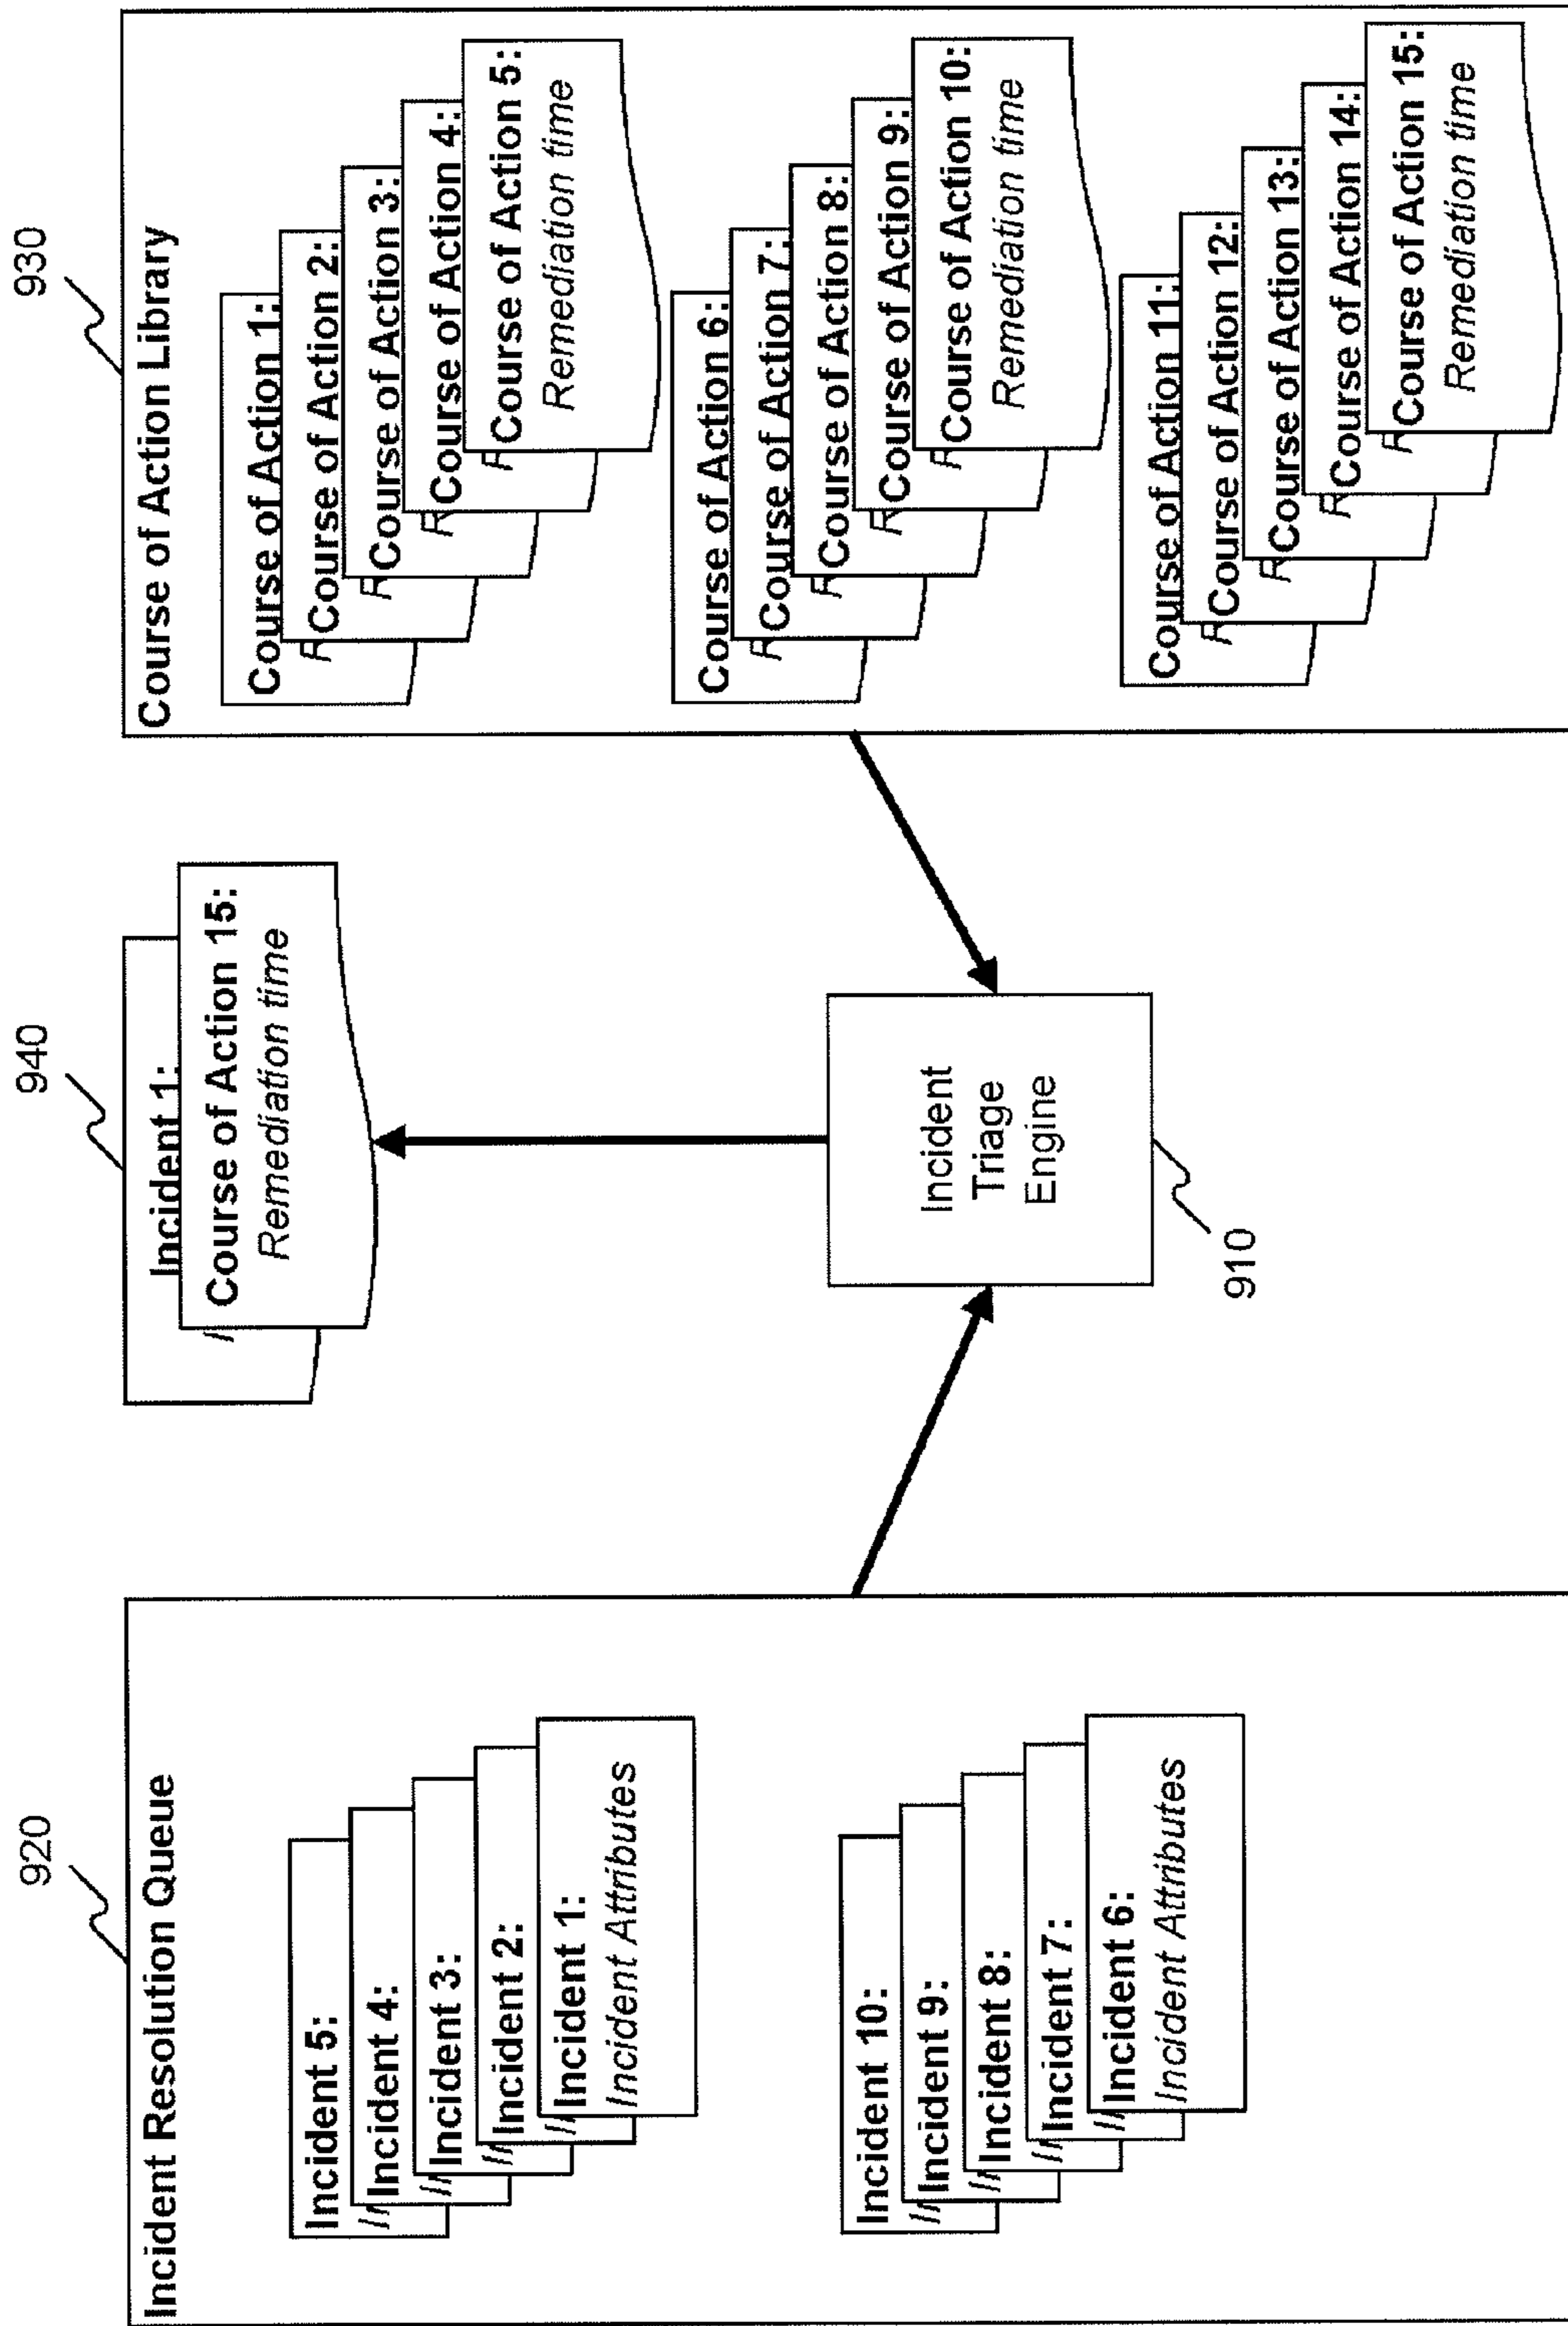 920
Incident Resolution Queue
Incident 5:
Incident 4:
Incident 3:
Incident 2:
Incident 1:
Incident Attributes
Incident 10:
Incident 9:
Incident 8:
Incident 7:
Incident 6:
Incident Attributes
940
Incident 1:
Course of Action 15:
Remediation time
Incident
Triage
Engine
910
930
Course of Action Library
Course of Action 1:
Course of Action 2:
Course of Action 3:
Course of Action 4:
Course of Action 5:
Remediation time
Course of Action 6:
Course of Action 7:
Course of Action 8:
Course of Action 9:
Course of Action 10:
Remediation time
Course of Action 11:
Course of Action 12:
Course of Action 13:
Course of Action 14:
Course of Action 15:
Remediation time